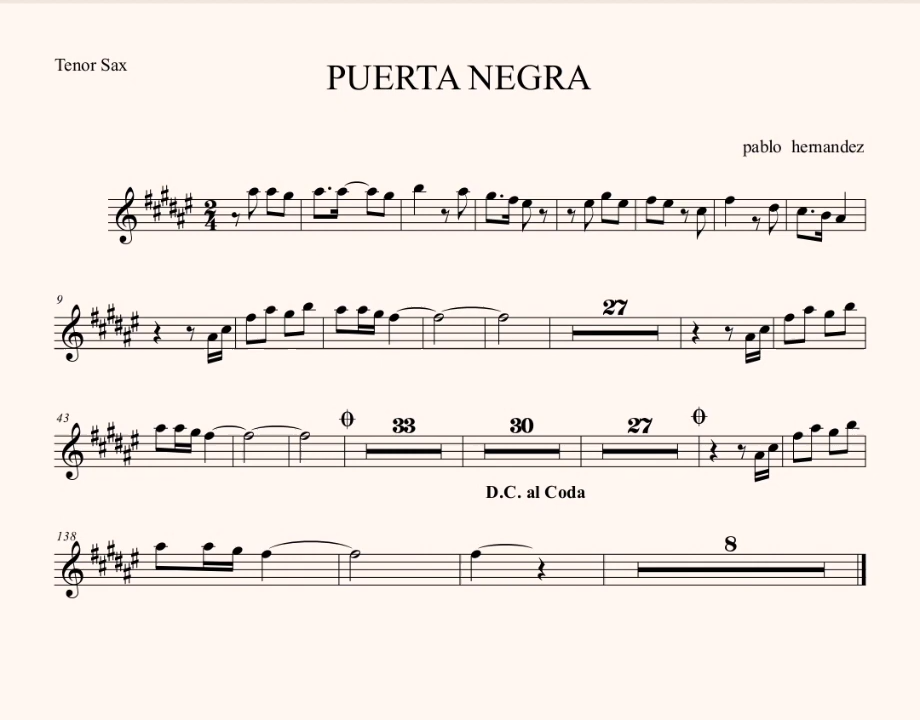 Tenor Sax
PUERTA NEGRA
pablo hernandez
2
4
9
27
43
33
30
27
D.C. al Coda
138
8